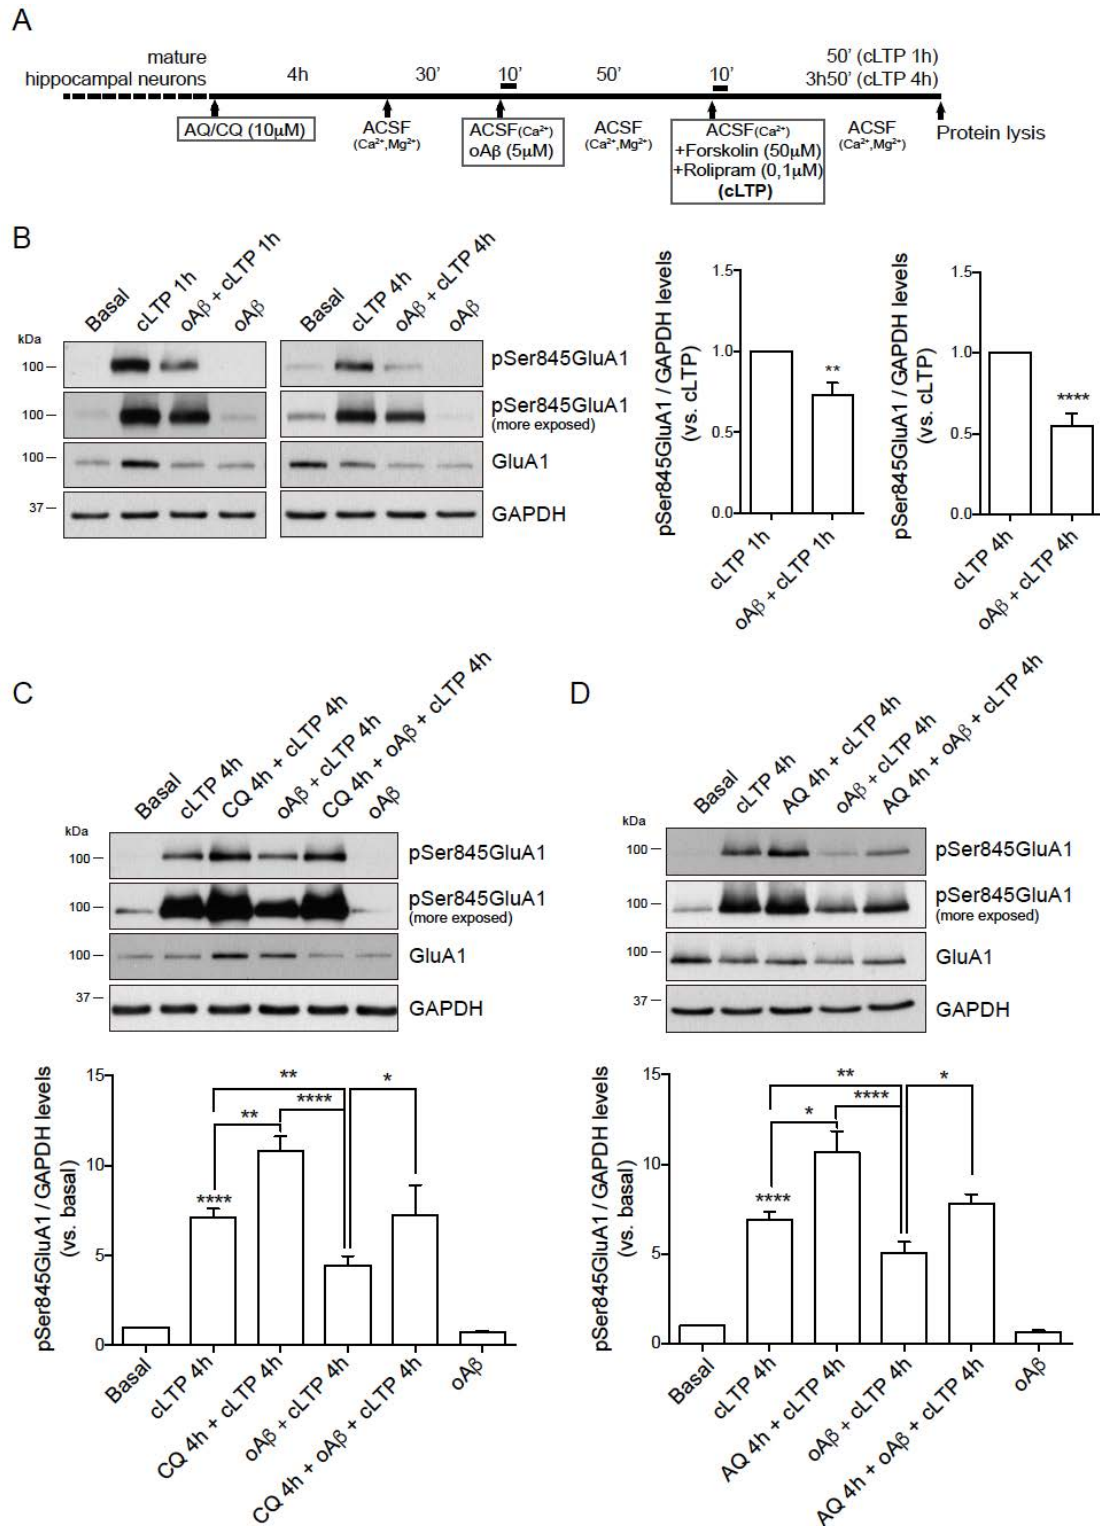 A
mature
hippocampal neurons
4h
30'
10'
50'
10'
50' (cLTP 1h)
3h50' (cLTP 4h)
AQ/CQ (10µM)
ACSF
(Ca²⁺,Mg²⁺)
ACSF(Ca²⁺)
oAβ (5µM)
ACSF
(Ca²⁺,Mg²⁺)
ACSF(Ca²⁺)
+Forskolin (50µM)
+Rolipram (0,1µM)
(cLTP)
ACSF
(Ca²⁺,Mg²⁺)
Protein lysis
B
Basal
cLTP 1h
oAβ + cLTP 1h
oAβ
Basal
cLTP 4h
oAβ + cLTP 4h
oAβ
kDa
100
pSer845GluA1
100
pSer845GluA1
(more exposed)
100
GluA1
37
GAPDH
pSer845GluA1 / GAPDH levels
(vs. cLTP)
1.5
1.0
0.5
0.0
**
cLTP 1h
oAβ + cLTP 1h
pSer845GluA1 / GAPDH levels
(vs. cLTP)
1.5
1.0
0.5
0.0
****
cLTP 4h
oAβ + cLTP 4h
C
Basal
cLTP 4h
CQ 4h + cLTP 4h
oAβ + cLTP 4h
CQ 4h + oAβ + cLTP 4h
oAβ
kDa
100
pSer845GluA1
100
pSer845GluA1
(more exposed)
100
GluA1
37
GAPDH
pSer845GluA1 / GAPDH levels
(vs. basal)
15
10
5
0
**
*
****
**
****
Basal
cLTP 4h
CQ 4h + cLTP 4h
oAβ + cLTP 4h
CQ 4h + oAβ + cLTP 4h
oAβ
D
Basal
cLTP 4h
AQ 4h + cLTP 4h
oAβ + cLTP 4h
AQ 4h + oAβ + cLTP 4h
kDa
100
pSer845GluA1
100
pSer845GluA1
(more exposed)
100
GluA1
37
GAPDH
pSer845GluA1 / GAPDH levels
(vs. basal)
15
10
5
0
**
*
****
*
****
Basal
cLTP 4h
AQ 4h + cLTP 4h
oAβ + cLTP 4h
AQ 4h + oAβ + cLTP 4h
oAβ